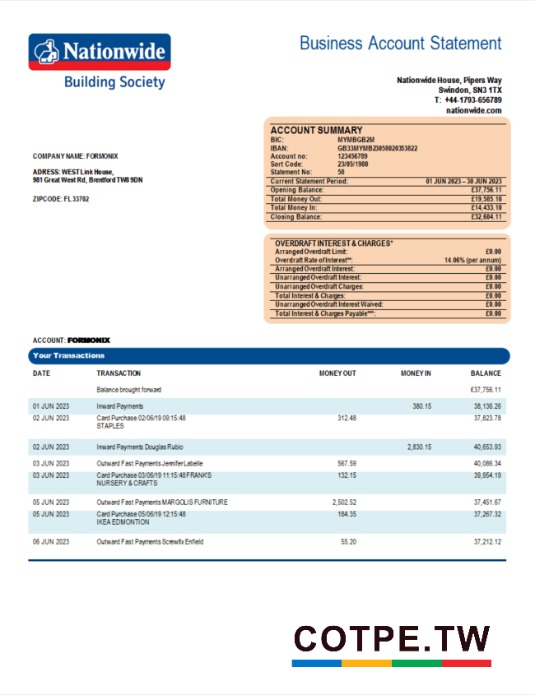 Nationwide
Building Society
Business Account Statement
Nationwide House, Pipers Way
Swindon, SN3 1TX
T: +44-1793-656789
nationwide.com
COMPANY NAME: FORMONIX
ADRESS: WEST Link House,
981 Great West Rd, Brentford TW8 9DN
ZIPCODE: FL 33702
ACCOUNT SUMMARY
BIC: MYMBGB2M
IBAN: GB33MYMB23058020353822
Account no: 123456789
Sort Code: 23/05/1980
Statement No: 58
Current Statement Period: 01 JUN 2023 – 30 JUN 2023
Opening Balance: £37,756.11
Total Money Out: £19,585.10
Total Money In: £14,433.10
Closing Balance: £32,604.11
OVERDRAFT INTEREST & CHARGES*
Arranged Overdraft Limit: £0.00
Overdraft Rate of Interest**: 14.06% (per annum)
Arranged Overdraft Interest: £0.00
Unarranged Overdraft Interest: £0.00
Unarranged Overdraft Charges: £0.00
Total Interest & Charges: £0.00
Unarranged Overdraft Interest Waived: £0.00
Total Interest & Charges Payable***: £0.00
ACCOUNT: FORMONIX
Your Transactions
DATE TRANSACTION MONEY OUT MONEY IN BALANCE
Balance brought forward £37,756.11
01 JUN 2023 Inward Payments 380.15 38,136.26
02 JUN 2023 Card Purchase 02/06/19 09:15:48 312.48 37,823.78
STAPLES
02 JUN 2023 Inward Payments Douglas Rubio 2,830.15 40,653.93
03 JUN 2023 Outward Fast Payments Jennifer Labelle 567.59 40,086.34
03 JUN 2023 Card Purchase 03/06/19 11:15:48 FRANKS 132.15 39,954.19
NURSERY & CRAFTS
05 JUN 2023 Outward Fast Payments MARGOLIS FURNITURE 2,502.52 37,451.67
05 JUN 2023 Card Purchase 05/06/19 12:15:48 184.35 37,267.32
IKEA EDMONTION
06 JUN 2023 Outward Fast Payments Screwfix Enfield 55.20 37,212.12
COTPE.TW